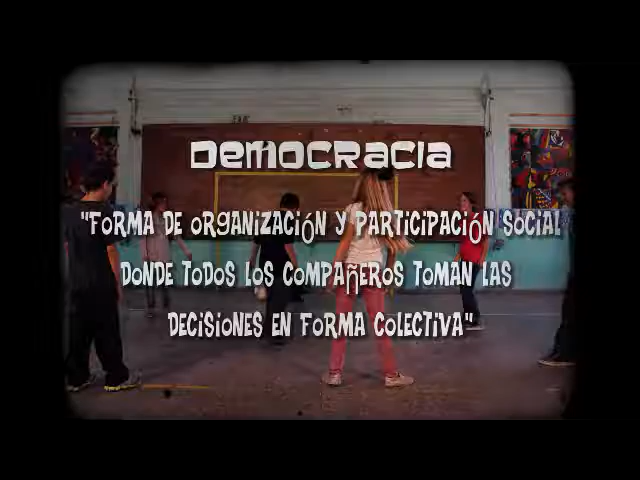 DEMOCRACIA
"FORMA DE ORGANIZACIÓN Y PARTICIPACIÓN SOCIAL
DONDE TODOS LOS COMPAÑEROS TOMAN LAS
DECISIONES EN FORMA COLECTIVA"